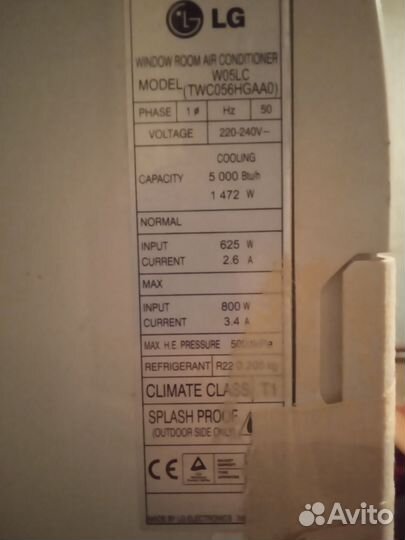 LG
WINDOW ROOM AIR CONDITIONER
MODEL W05LC
(TWC056HGAA0)
PHASE 1ø Hz 50
VOLTAGE 220-240V~
COOLING
CAPACITY 5 000 Btu/h
1 472 W
NORMAL
INPUT 625 W
CURRENT 2.6 A
MAX
INPUT 800 W
CURRENT 3.4 A
MAX. H.E. PRESSURE
REFRIGERANT R22
CLIMATE CLASS T1
SPLASH PROOF
(OUTDOOR SIDE ONLY)
CE
MADE BY LG ELECTRONICS
Avito